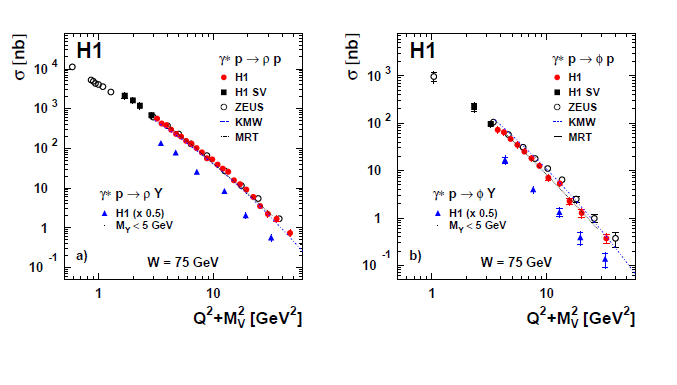 H1
σ [nb]
γ* p → ρ p
H1
H1 SV
ZEUS
KMW
MRT
γ* p → ρ Y
H1 (x 0.5)
M_Y < 5 GeV
a)
W = 75 GeV
10^4
10^3
10^2
10
1
10^-1
1
10
Q^2+M_V^2 [GeV^2]
H1
σ [nb]
γ* p → ϕ p
H1
H1 SV
ZEUS
KMW
MRT
γ* p → ϕ Y
H1 (x 0.5)
M_Y < 5 GeV
b)
W = 75 GeV
10^3
10^2
10
1
10^-1
1
10
Q^2+M_V^2 [GeV^2]